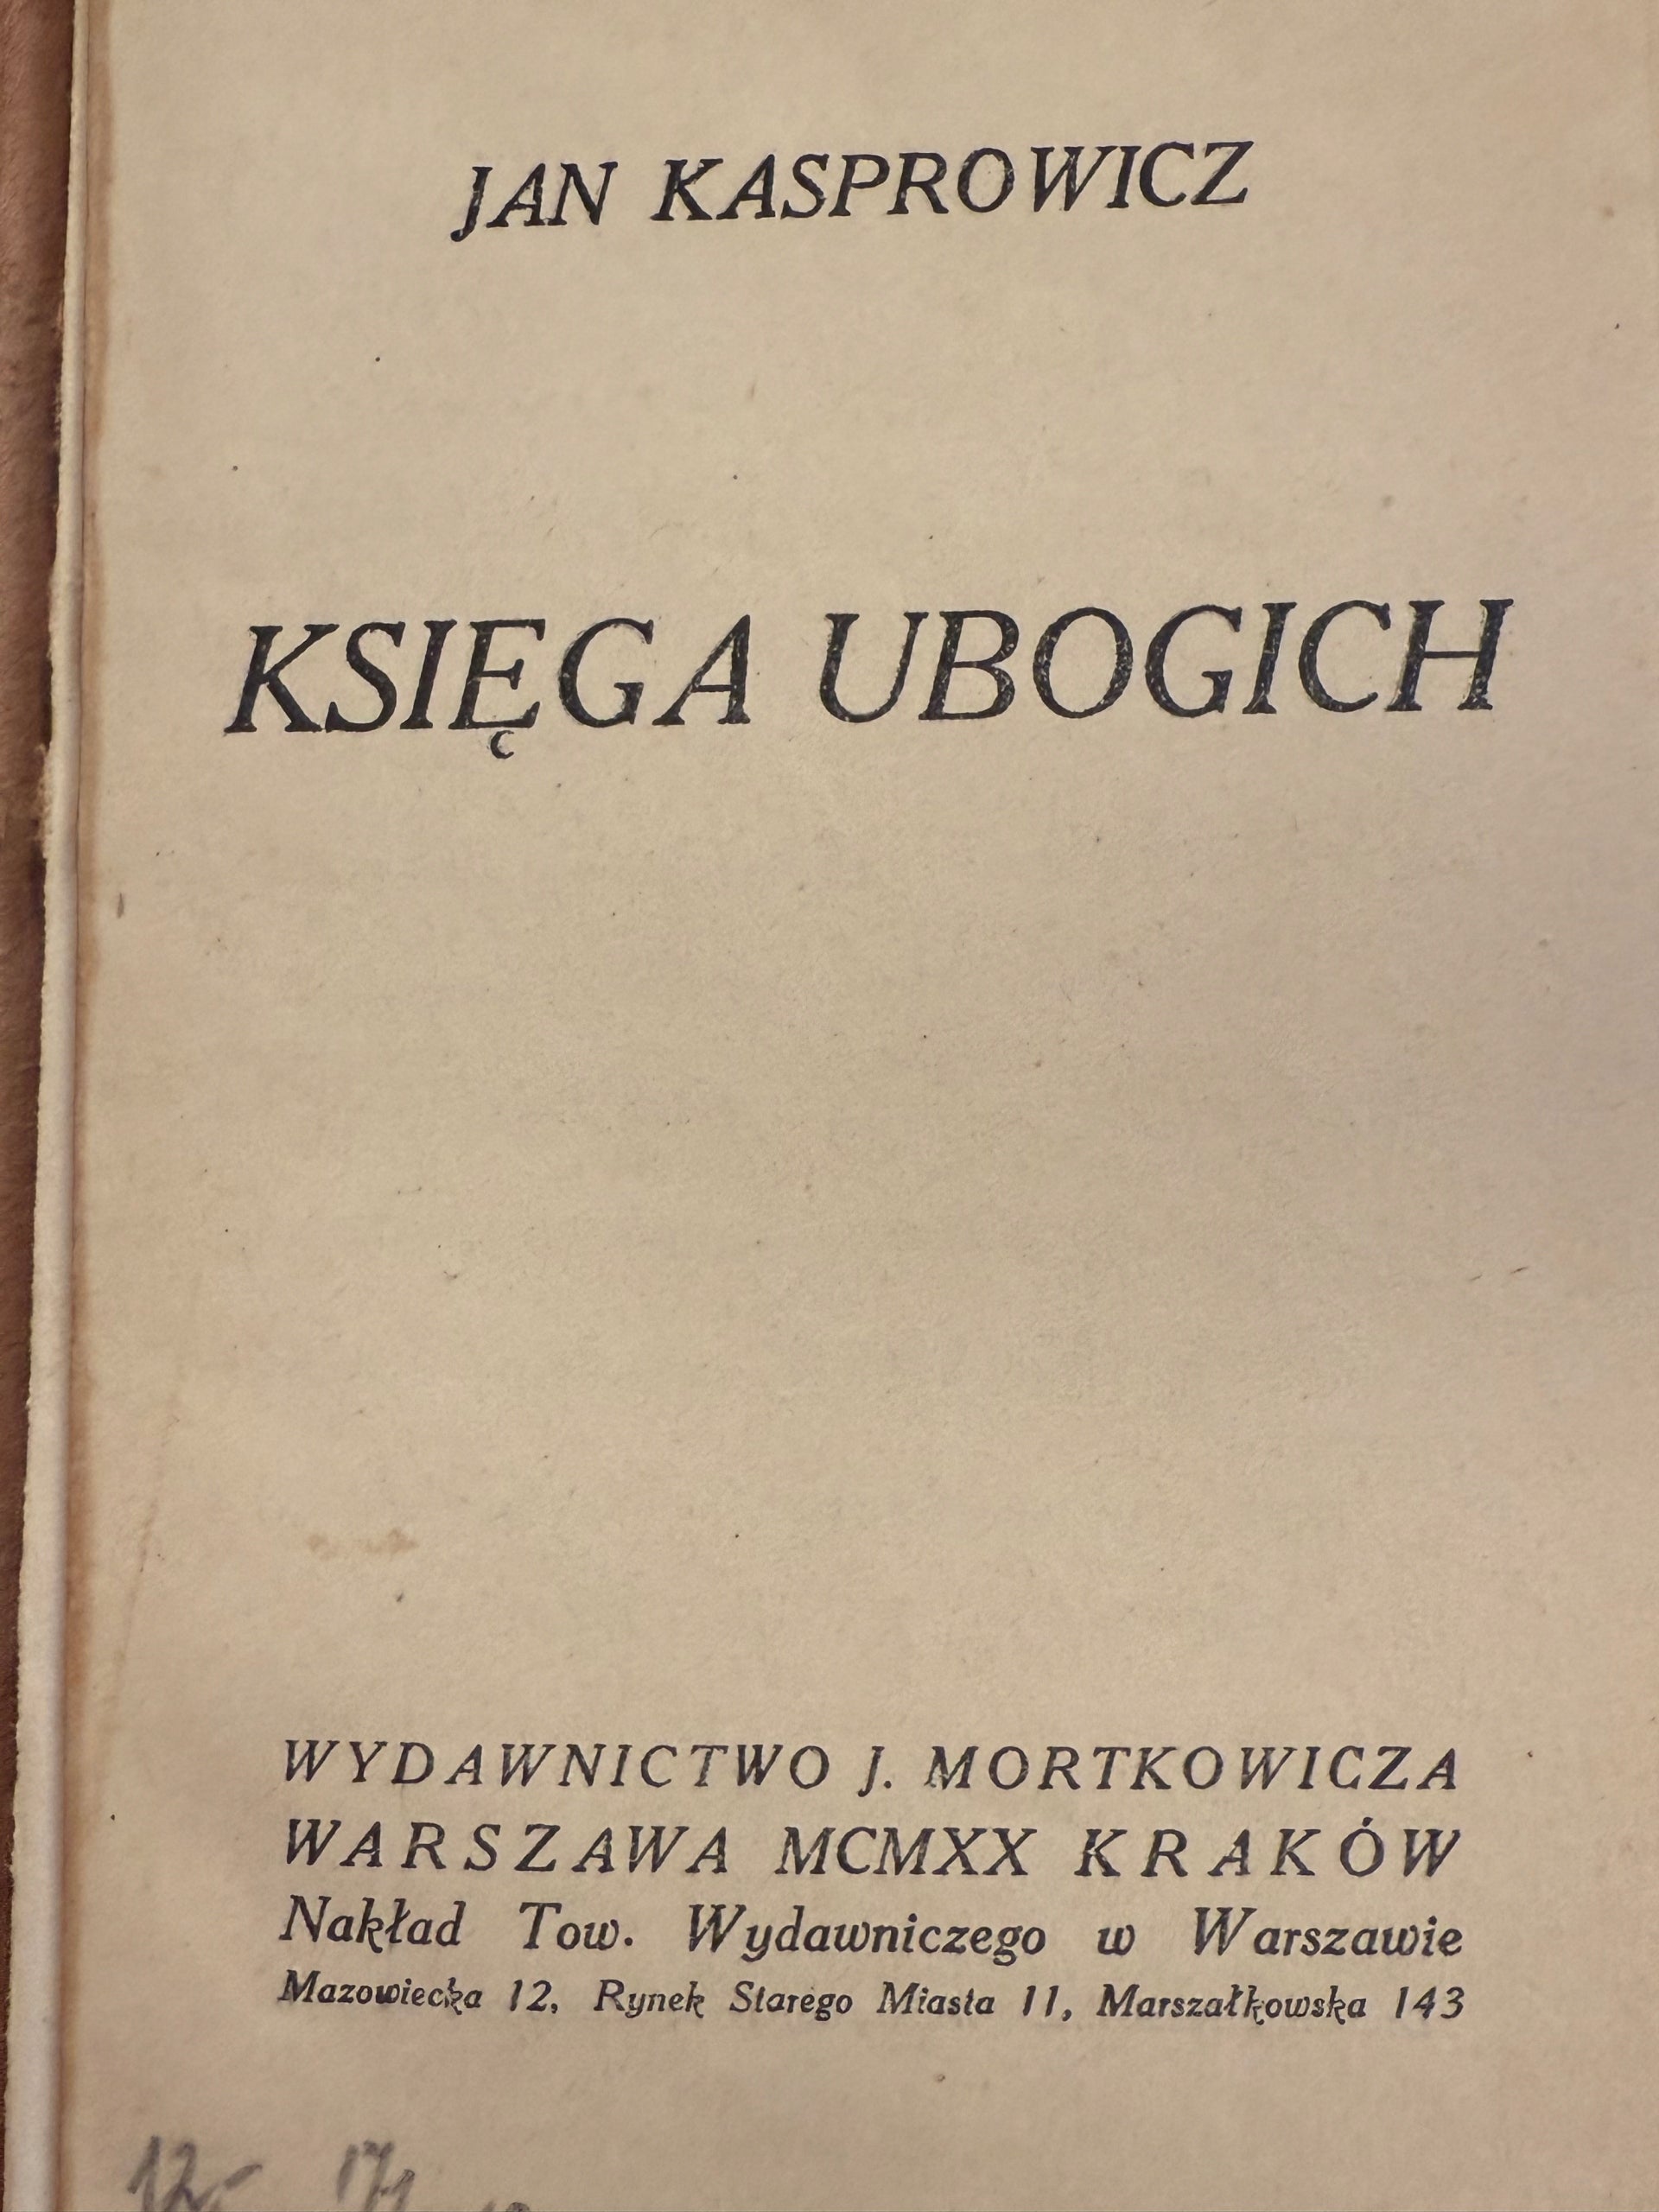 JAN KASPROWICZ
KSIĘGA UBOGICH
WYDAWNICTWO J. MORTKOWICZA
WARSZAWA MCMXX KRAKÓW
Nakład Tow. Wydawniczego w Warszawie
Mazowiecka 12, Rynek Starego Miasta 11, Marszałkowska 143
12,-